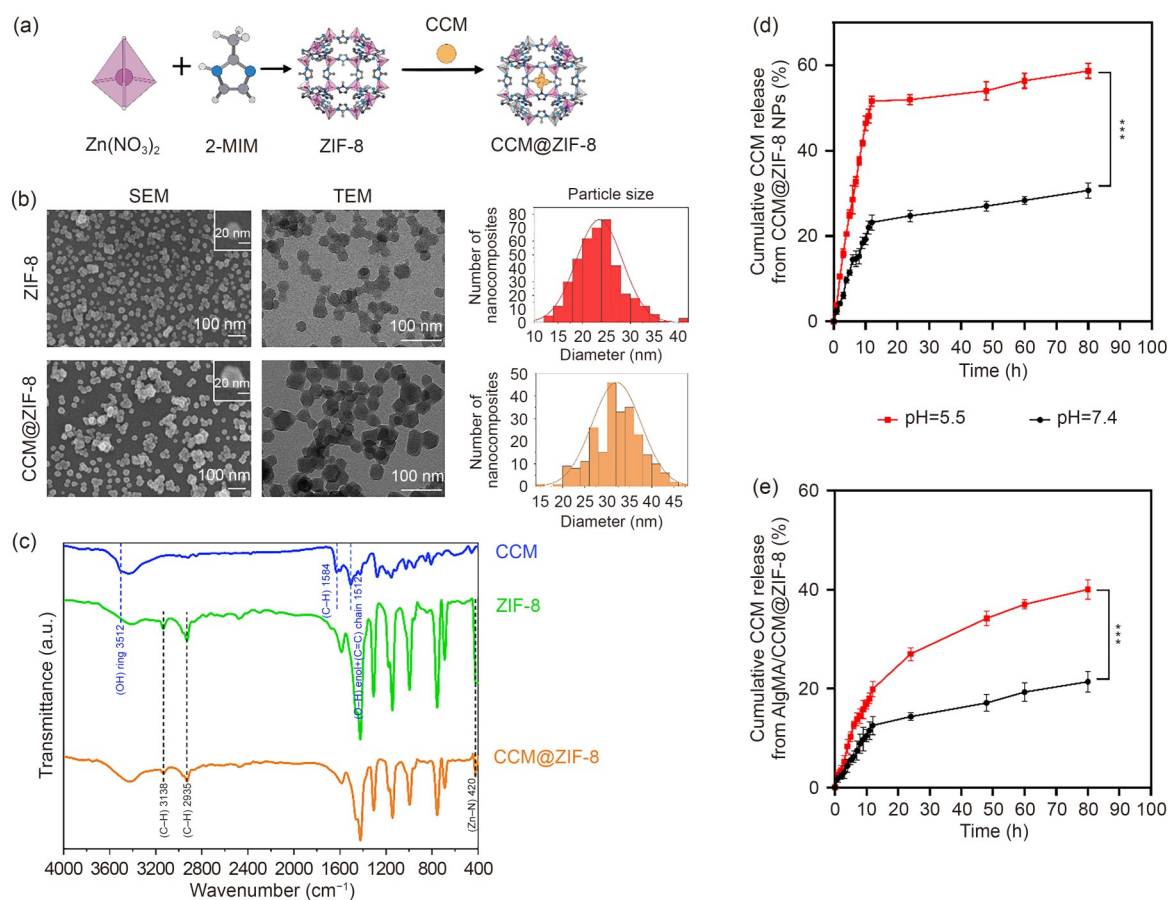 (a)
CCM
Zn(NO₃)₂
2-MIM
ZIF-8
CCM@ZIF-8
(b)
SEM
TEM
Particle size
ZIF-8
20 nm
100 nm
100 nm
Number of
nanocomposites
80
70
60
50
40
30
20
10
0
10 15 20 25 30 35 40
Diameter (nm)
CCM@ZIF-8
20 nm
100 nm
100 nm
Number of
nanocomposites
50
40
30
20
10
0
15 20 25 30 35 40 45
Diameter (nm)
(c)
CCM
ZIF-8
CCM@ZIF-8
(OH) ring 3512
(C–H) 1584
(O–H) enol+(C=C) chain 1512
(C–H) 3138
(C–H) 2935
(Zn–N) 420
Transmittance (a.u.)
4000 3600 3200 2800 2400 2000 1600 1200 800 400
Wavenumber (cm⁻¹)
(d)
Cumulative CCM release
from CCM@ZIF-8 NPs (%)
60
40
20
0
***
0 10 20 30 40 50 60 70 80 90 100
Time (h)
pH=5.5
pH=7.4
(e)
Cumulative CCM release
from AlgMA/CCM@ZIF-8 (%)
60
40
20
0
***
0 10 20 30 40 50 60 70 80 90 100
Time (h)